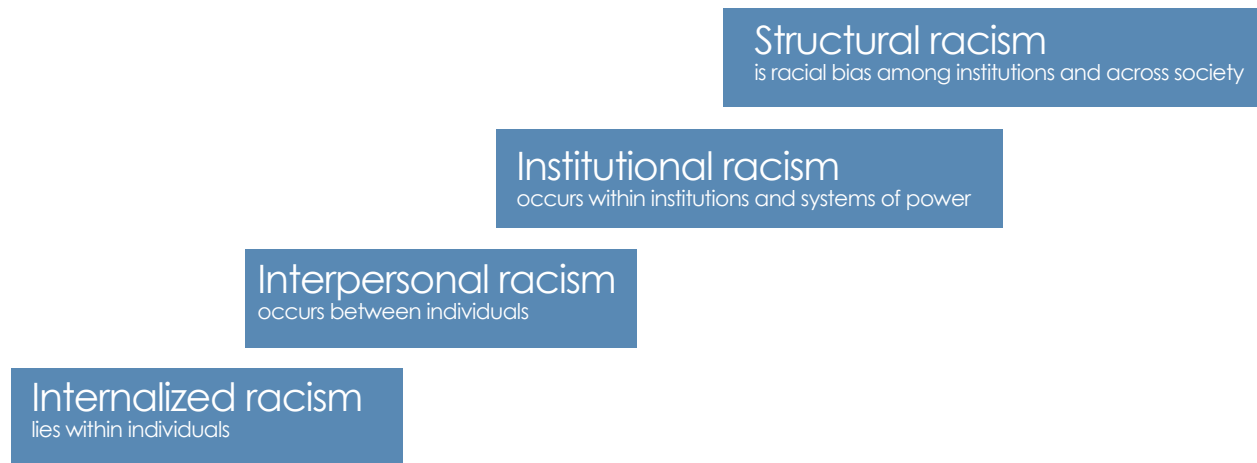 Structural racism
is racial bias among institutions and across society
Institutional racism
occurs within institutions and systems of power
Interpersonal racism
occurs between individuals
Internalized racism
lies within individuals